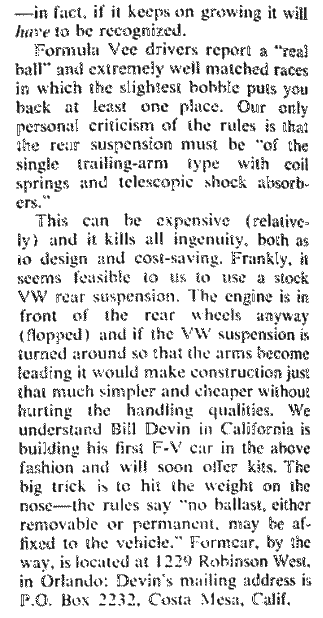 —in fact, if it keeps on growing it will
have to be recognized.
Formula Vee drivers report a "real
ball" and extremely well matched races
in which the slightest bobble puts you
back at least one place. Our only
personal criticism of the rules is that
the rear suspension must be "of the
single trailing-arm type with coil
springs and telescopic shock absorb-
ers."
This can be expensive (relative-
ly) and it kills all ingenuity, both as
to design and cost-saving. Frankly, it
seems feasible to us to use a stock
VW rear suspension. The engine is in
front of the rear wheels anyway
(flopped) and if the VW suspension is
turned around so that the arms become
leading it would make construction just
that much simpler and cheaper without
hurting the handling qualities. We
understand Bill Devin in California is
building his first F-V car in the above
fashion and will soon offer kits. The
big trick is to hit the weight on the
nose—the rules say "no ballast, either
removable or permanent, may be af-
fixed to the vehicle." Formcar, by the
way, is located at 1229 Robinson West,
in Orlando; Devin's mailing address is
P.O. Box 2232, Costa Mesa, Calif.